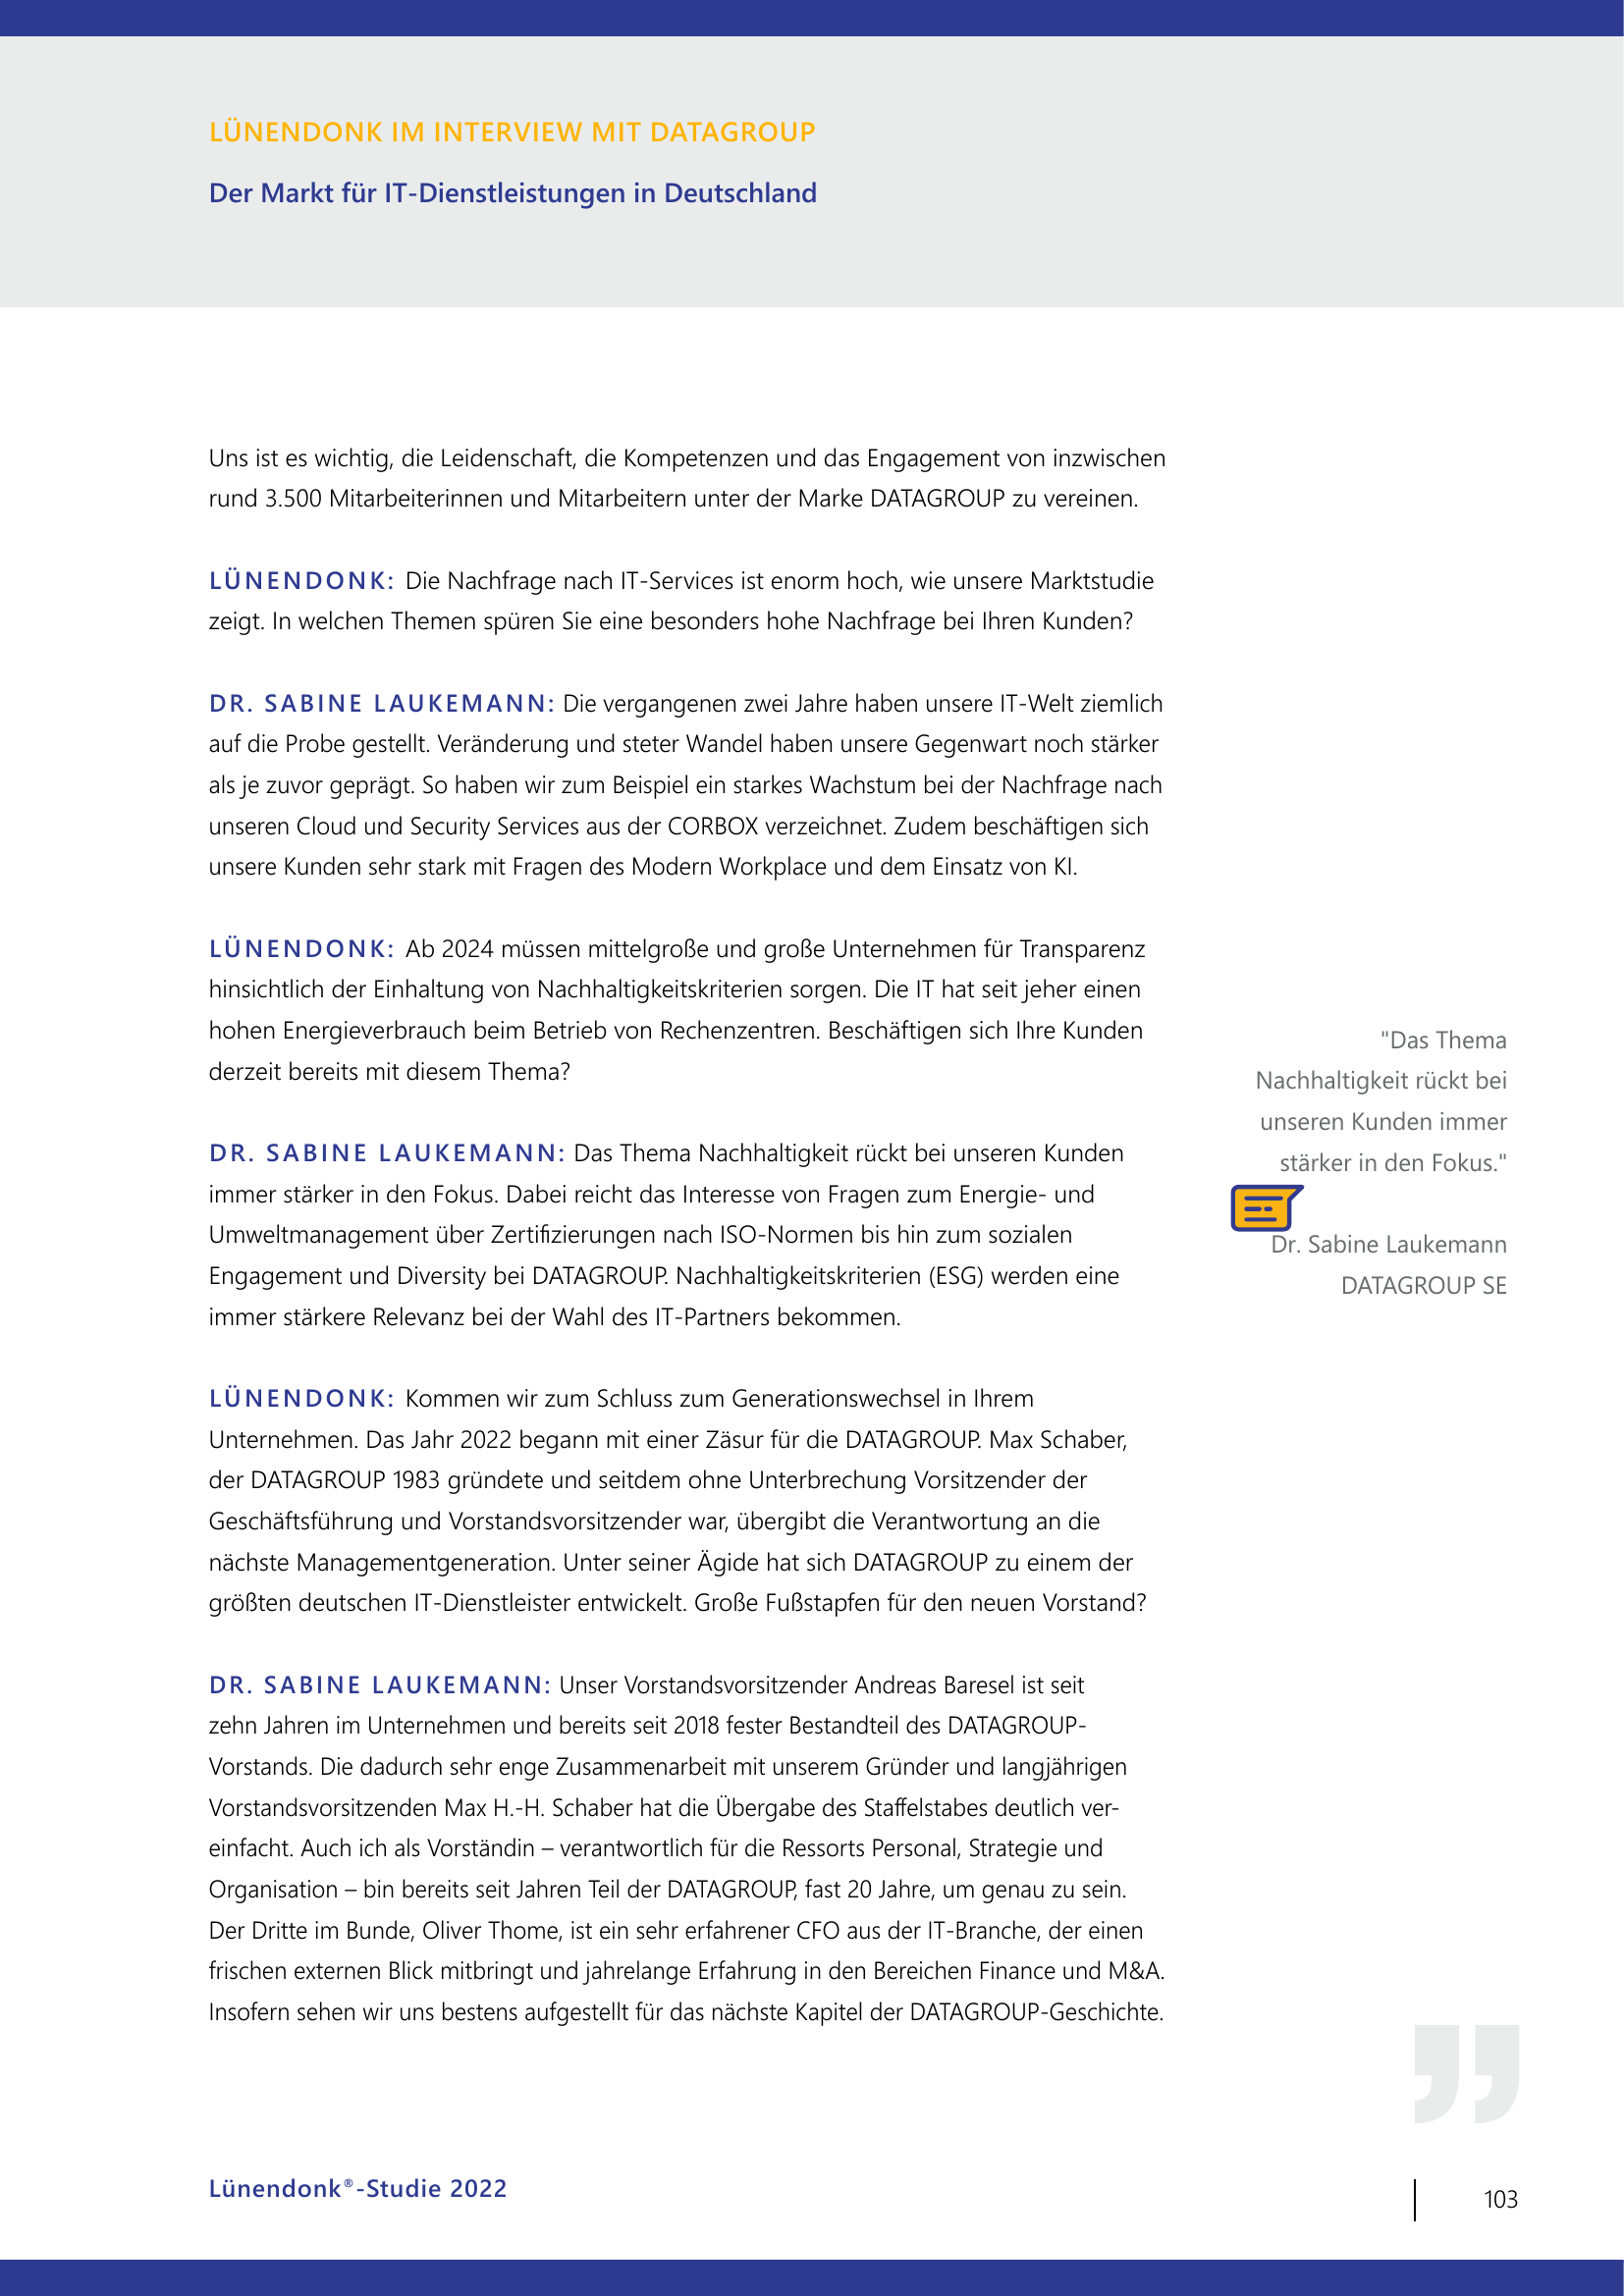 LÜNENDONK IM INTERVIEW MIT DATAGROUP
Der Markt für IT-Dienstleistungen in Deutschland
Uns ist es wichtig, die Leidenschaft, die Kompetenzen und das Engagement von inzwischen
rund 3.500 Mitarbeiterinnen und Mitarbeitern unter der Marke DATAGROUP zu vereinen.
LÜNENDONK: Die Nachfrage nach IT-Services ist enorm hoch, wie unsere Marktstudie
zeigt. In welchen Themen spüren Sie eine besonders hohe Nachfrage bei Ihren Kunden?
DR. SABINE LAUKEMANN: Die vergangenen zwei Jahre haben unsere IT-Welt ziemlich
auf die Probe gestellt. Veränderung und steter Wandel haben unsere Gegenwart noch stärker
als je zuvor geprägt. So haben wir zum Beispiel ein starkes Wachstum bei der Nachfrage nach
unseren Cloud und Security Services aus der CORBOX verzeichnet. Zudem beschäftigen sich
unsere Kunden sehr stark mit Fragen des Modern Workplace und dem Einsatz von KI.
LÜNENDONK: Ab 2024 müssen mittelgroße und große Unternehmen für Transparenz
hinsichtlich der Einhaltung von Nachhaltigkeitskriterien sorgen. Die IT hat seit jeher einen
hohen Energieverbrauch beim Betrieb von Rechenzentren. Beschäftigen sich Ihre Kunden
derzeit bereits mit diesem Thema?
DR. SABINE LAUKEMANN: Das Thema Nachhaltigkeit rückt bei unseren Kunden
immer stärker in den Fokus. Dabei reicht das Interesse von Fragen zum Energie- und
Umweltmanagement über Zertifizierungen nach ISO-Normen bis hin zum sozialen
Engagement und Diversity bei DATAGROUP. Nachhaltigkeitskriterien (ESG) werden eine
immer stärkere Relevanz bei der Wahl des IT-Partners bekommen.
"Das Thema
Nachhaltigkeit rückt bei
unseren Kunden immer
stärker in den Fokus."
Dr. Sabine Laukemann
DATAGROUP SE
LÜNENDONK: Kommen wir zum Schluss zum Generationswechsel in Ihrem
Unternehmen. Das Jahr 2022 begann mit einer Zäsur für die DATAGROUP. Max Schaber,
der DATAGROUP 1983 gründete und seitdem ohne Unterbrechung Vorsitzender der
Geschäftsführung und Vorstandsvorsitzender war, übergibt die Verantwortung an die
nächste Managementgeneration. Unter seiner Ägide hat sich DATAGROUP zu einem der
größten deutschen IT-Dienstleister entwickelt. Große Fußstapfen für den neuen Vorstand?
DR. SABINE LAUKEMANN: Unser Vorstandsvorsitzender Andreas Baresel ist seit
zehn Jahren im Unternehmen und bereits seit 2018 fester Bestandteil des DATAGROUP-
Vorstands. Die dadurch sehr enge Zusammenarbeit mit unserem Gründer und langjährigen
Vorstandsvorsitzenden Max H.-H. Schaber hat die Übergabe des Staffelstabes deutlich ver-
einfacht. Auch ich als Vorständin – verantwortlich für die Ressorts Personal, Strategie und
Organisation – bin bereits seit Jahren Teil der DATAGROUP, fast 20 Jahre, um genau zu sein.
Der Dritte im Bunde, Oliver Thome, ist ein sehr erfahrener CFO aus der IT-Branche, der einen
frischen externen Blick mitbringt und jahrelange Erfahrung in den Bereichen Finance und M&A.
Insofern sehen wir uns bestens aufgestellt für das nächste Kapitel der DATAGROUP-Geschichte.
Lünendonk®-Studie 2022
103